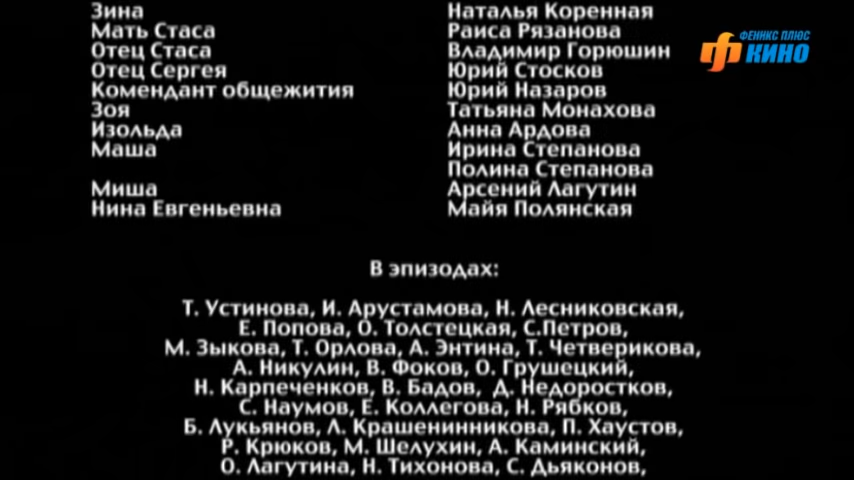 Зина Наталья Коренная
Мать Стаса Раиса Рязанова
Отец Стаса Владимир Горюшин
Отец Сергея Юрий Стосков
Комендант общежития Юрий Назаров
Зоя Татьяна Монахова
Изольда Анна Ардова
Маша Ирина Степанова
Полина Степанова
Миша Арсений Лагутин
Нина Евгеньевна Майя Полянская
ФЕНИКС ПЛЮС
КИНО
В эпизодах:
Т. Устинова, И. Арустамова, Н. Лесниковская,
Е. Попова, О. Толстецкая, С.Петров,
М. Зыкова, Т. Орлова, А. Энтина, Т. Четверикова,
А. Никулин, В. Фоков, О. Грушецкий,
Н. Карпеченков, В. Бадов, Д. Недоростков,
С. Наумов, Е. Коллегова, Н. Рябков,
Б. Лукьянов, Л. Крашенинникова, П. Хаустов,
Р. Крюков, М. Шелухин, А. Каминский,
О. Лагутина, Н. Тихонова, С. Дьяконов,